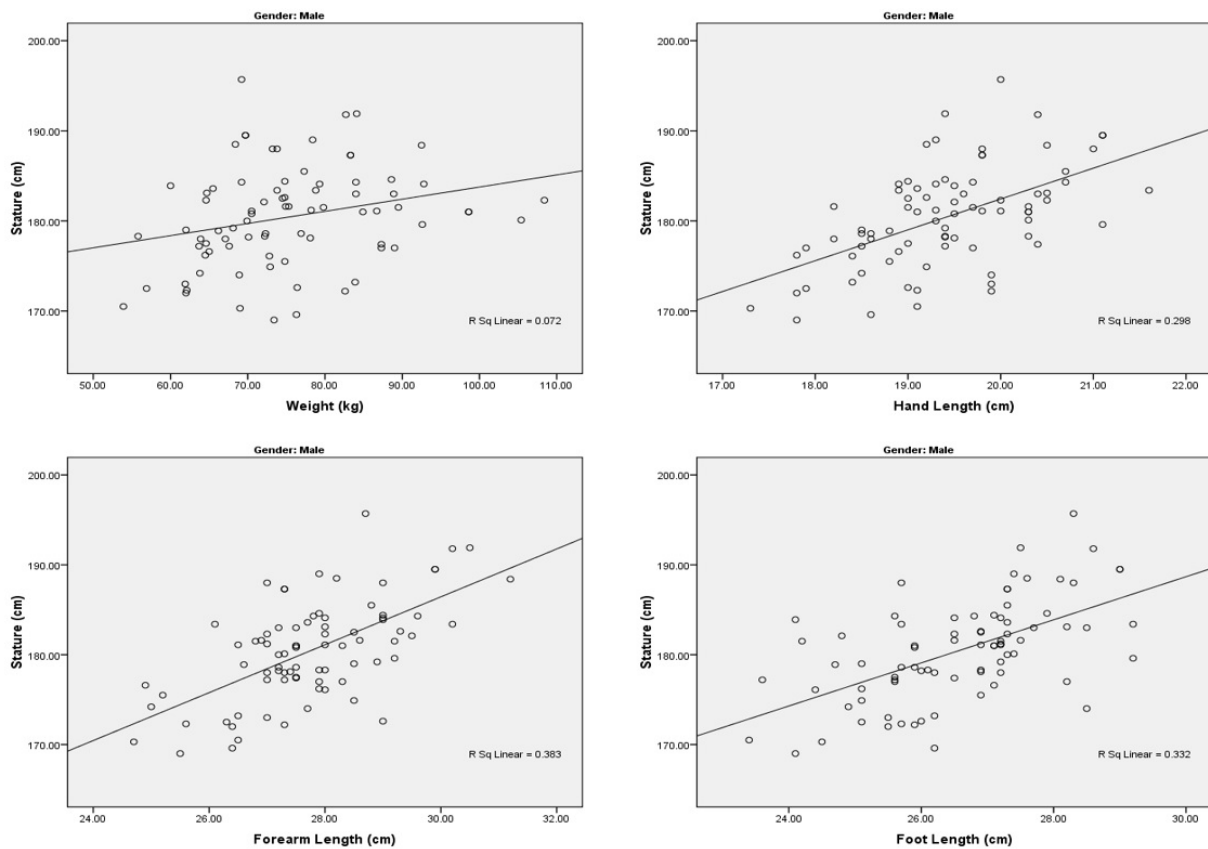 Gender: Male
200.00
190.00
180.00
170.00
Stature (cm)
R Sq Linear = 0.072
50.00 60.00 70.00 80.00 90.00 100.00 110.00
Weight (kg)
Gender: Male
200.00
190.00
180.00
170.00
Stature (cm)
R Sq Linear = 0.298
17.00 18.00 19.00 20.00 21.00 22.00
Hand Length (cm)
Gender: Male
200.00
190.00
180.00
170.00
Stature (cm)
R Sq Linear = 0.383
24.00 26.00 28.00 30.00 32.00
Forearm Length (cm)
Gender: Male
200.00
190.00
180.00
170.00
Stature (cm)
R Sq Linear = 0.332
24.00 26.00 28.00 30.00
Foot Length (cm)